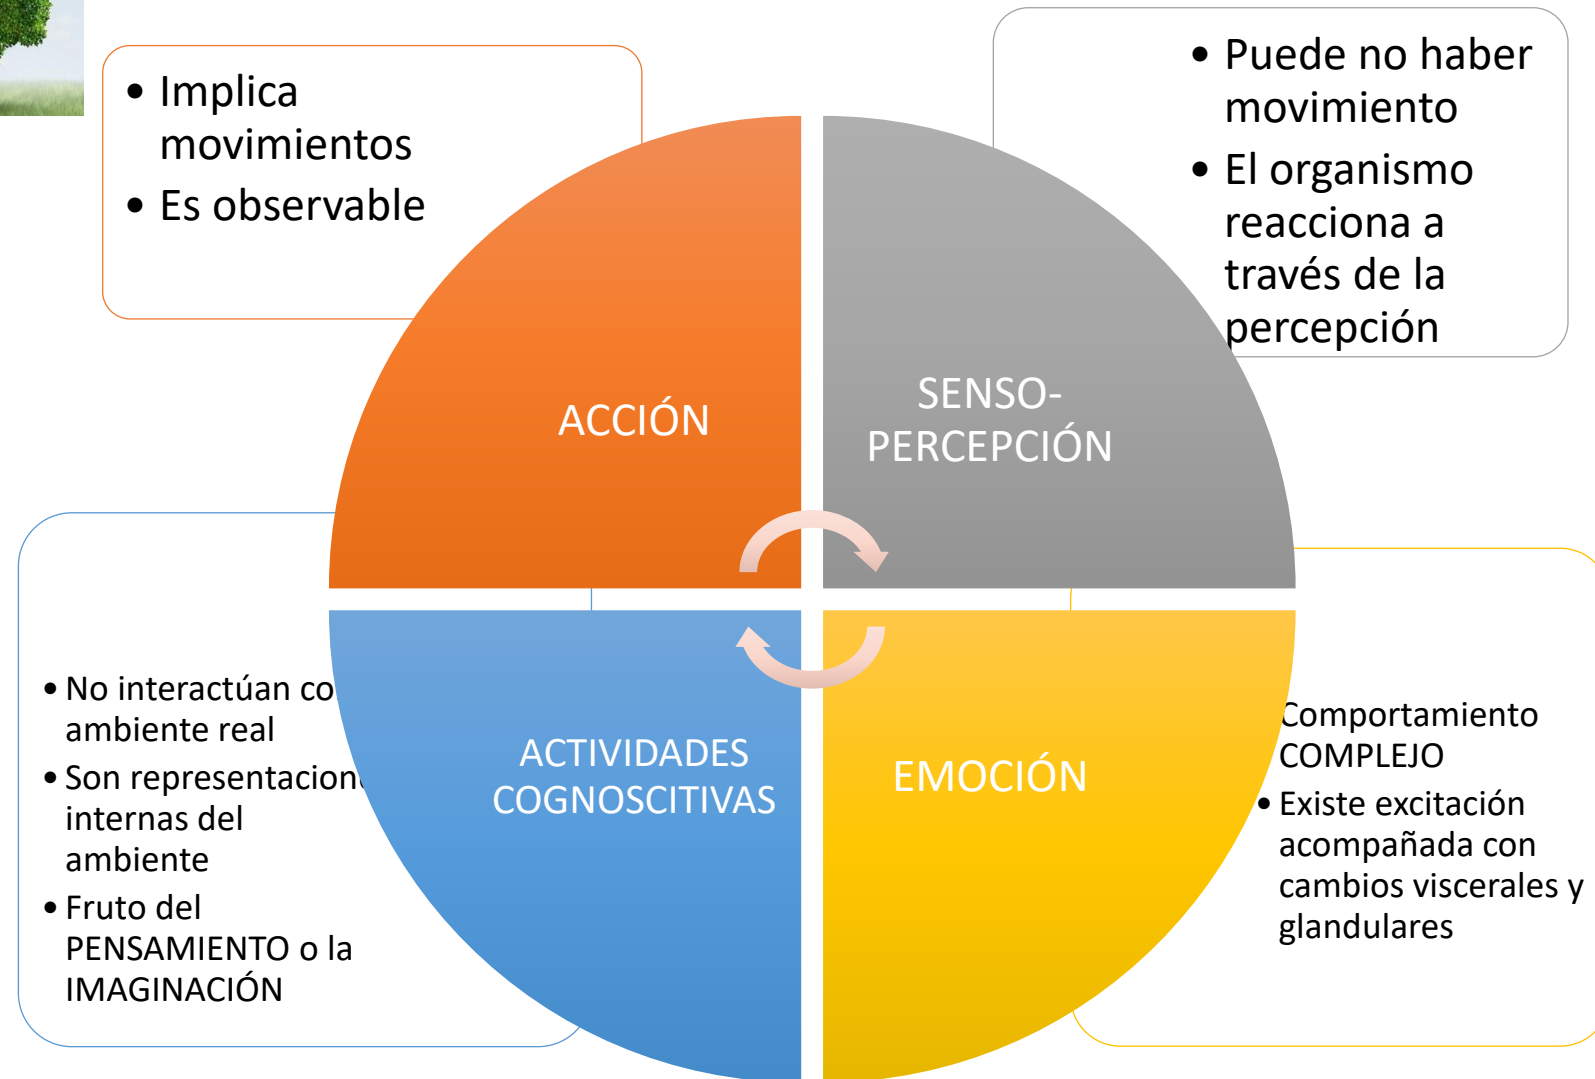 • Implica
movimientos
• Es observable
• Puede no haber
movimiento
• El organismo
reacciona a
través de la
percepción
ACCIÓN
SENSO-
PERCEPCIÓN
• No interactúan
ambiente real
• Son
internas del
ambiente
• Fruto del
PENSAMIENTO o la
IMAGINACIÓN
ACTIVIDADES
COGNOSCITIVAS
EMOCIÓN
Comportamiento
COMPLEJO
• Existe excitación
acompañada con
cambios viscerales y
glandulares